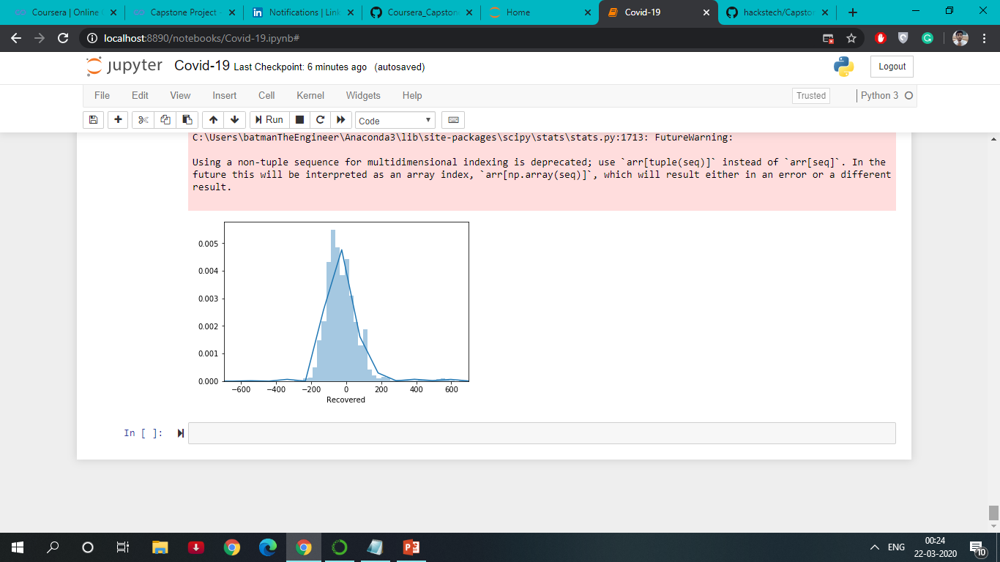 Coursera | Online
Capstone Project
Notifications | Link
Coursera_Capston
Home
Covid-19
hackstech/Capston
localhost:8890/notebooks/Covid-19.ipynb#
jupyter Covid-19 Last Checkpoint: 6 minutes ago (autosaved)
Logout
File Edit View Insert Cell Kernel Widgets Help
Trusted
Python 3
Run
Code
C:\Users\batmanTheEngineer\Anaconda3\lib\site-packages\scipy\stats\stats.py:1713: FutureWarning:
Using a non-tuple sequence for multidimensional indexing is deprecated; use `arr[tuple(seq)]` instead of `arr[seq]`. In the
future this will be interpreted as an array index, `arr[np.array(seq)]`, which will result either in an error or a different
result.
0.005
0.004
0.003
0.002
0.001
0.000
−600 −400 −200 0 200 400 600
Recovered
In [ ]:
ENG
00:24
22-03-2020
10